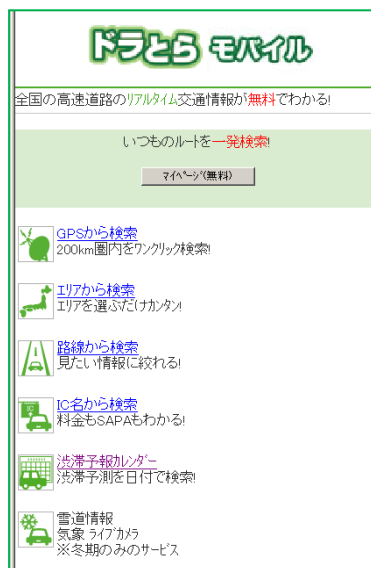 ドラとら モバイル
全国の高速道路のﾘｱﾙﾀｲﾑ交通情報が無料でわかる!
いつものルートを一発検索!
ﾏｲﾍﾟｰｼﾞ(無料)
GPSから検索
200km圏内をﾜﾝｸﾘｯｸ検索!
ｴﾘｱから検索
ｴﾘｱを選ぶだけｶﾝﾀﾝ!
路線から検索
見たい情報に絞れる!
IC名から検索
料金もSAPAもわかる!
渋滞予報ｶﾚﾝﾀﾞｰ
渋滞予測を日付で検索!
雪道情報
気象 ﾗｲﾌﾞｶﾒﾗ
※冬期のみのｻｰﾋﾞｽ